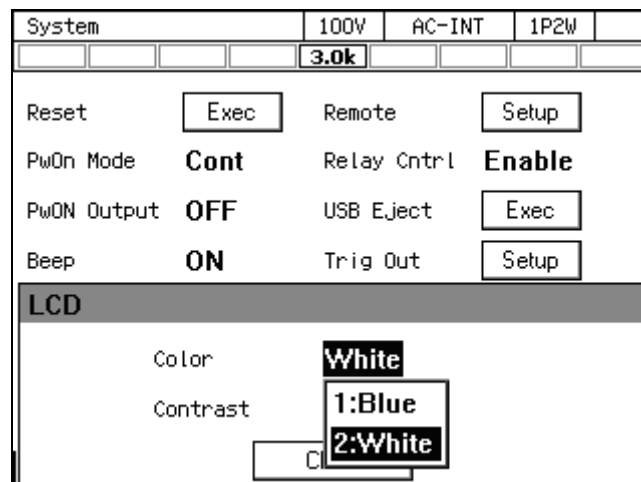 System 100V AC-INT 1P2W
3.0k
Reset Exec Remote Setup
PwOn Mode Cont Relay Cntrl Enable
PwON Output OFF USB Eject Exec
Beep ON Trig Out Setup
LCD
Color White
Contrast 1:Blue
2:White